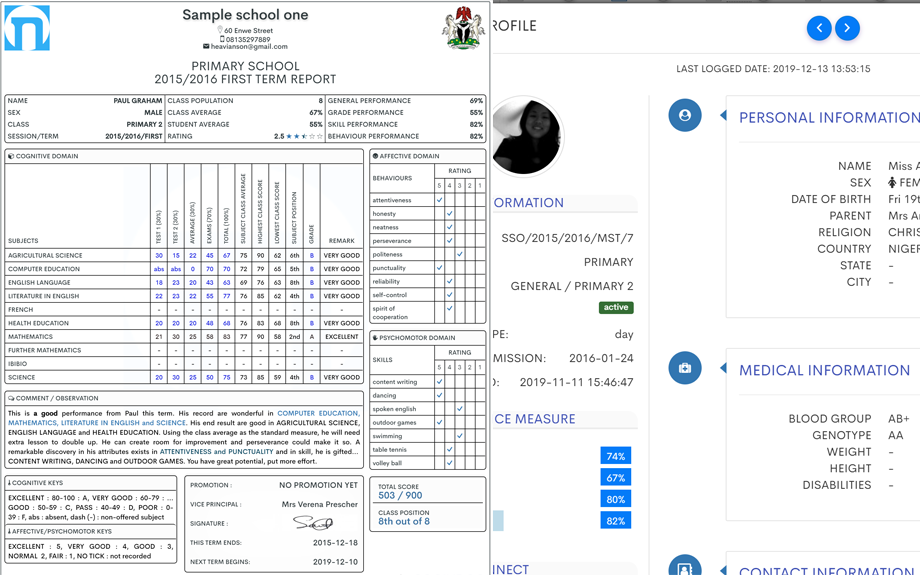 Sample school one
60 Enwe Street
08135297889
heavianson@gmail.com
PRIMARY SCHOOL
2015/2016 FIRST TERM REPORT
NAME PAUL GRAHAM CLASS POPULATION 8 GENERAL PERFORMANCE 69%
SEX MALE CLASS AVERAGE 67% GRADE PERFORMANCE 55%
CLASS PRIMARY 2 STUDENT AVERAGE 55% SKILL PERFORMANCE 82%
SESSION/TERM 2015/2016/FIRST RATING 2.5 BEHAVIOUR PERFORMANCE 82%
COGNITIVE DOMAIN
SUBJECTS TEST 1 (30%) TEST 2 (30%) AVERAGE (30%) EXAMS (70%) TOTAL (100%) SUBJECT CLASS AVERAGE HIGHEST CLASS SCORE LOWEST CLASS SCORE SUBJECT POSITION GRADE REMARK
AGRICULTURAL SCIENCE 30 15 22 45 67 75 90 62 6th B VERY GOOD
COMPUTER EDUCATION abs abs 0 70 70 72 79 65 5th B VERY GOOD
ENGLISH LANGUAGE 18 23 20 43 63 69 76 63 8th B VERY GOOD
LITERATURE IN ENGLISH 22 23 22 55 77 76 85 62 4th B VERY GOOD
FRENCH - - - - - - - - - - -
HEALTH EDUCATION 20 20 20 48 68 76 83 68 8th B VERY GOOD
MATHEMATICS 21 30 25 58 83 77 90 58 2nd A EXCELLENT
FURTHER MATHEMATICS - - - - - - - - - - -
IBIBIO - - - - - - - - - - -
SCIENCE 20 30 25 50 75 73 85 59 4th B VERY GOOD
AFFECTIVE DOMAIN
BEHAVIOURS RATING
5 4 3 2 1
attentiveness ✓
honesty ✓
neatness ✓
perseverance ✓
politeness ✓
punctuality ✓
reliability ✓
self-control ✓
spirit of
cooperation ✓
PSYCHOMOTOR DOMAIN
SKILLS RATING
5 4 3 2 1
content writing ✓
dancing ✓
spoken english ✓
outdoor games ✓
swimming ✓
table tennis ✓
volley ball ✓
COMMENT / OBSERVATION
This is a good performance from Paul this term. His record are wonderful in COMPUTER EDUCATION,
MATHEMATICS, LITERATURE IN ENGLISH and SCIENCE. His end result are good in AGRICULTURAL SCIENCE,
ENGLISH LANGUAGE and HEALTH EDUCATION. Using the class average as the standard measure, he will need
extra lesson to double up. He can create room for improvement and perseverance could make it so. A
remarkable discovery in his attributes exists in ATTENTIVENESS and PUNCTUALITY and in skill, he is gifted...
CONTENT WRITING, DANCING and OUTDOOR GAMES. You have great potential, put more effort.
COGNITIVE KEYS
EXCELLENT : 80-100 : A, VERY GOOD : 60-79 : ...
GOOD : 50-59 : C, PASS : 40-49 : D, POOR : 0-
39 : F, abs : absent, dash (-) : non-offered subject
AFFECTIVE/PSYCHOMOTOR KEYS
EXCELLENT : 5, VERY GOOD : 4, GOOD : 3,
NORMAL 2, FAIR : 1, NO TICK : not recorded
PROMOTION : NO PROMOTION YET
VICE PRINCIPAL : Mrs Verena Prescher
SIGNATURE :
THIS TERM ENDS: 2015-12-18
NEXT TERM BEGINS: 2019-12-10
TOTAL SCORE
503 / 900
CLASS POSITION
8th out of 8
ROFILE
LAST LOGGED DATE: 2019-12-13 13:53:15
ORMATION
SSO/2015/2016/MST/7
PRIMARY
GENERAL / PRIMARY 2
active
PE: day
MISSION: 2016-01-24
): 2019-11-11 15:46:47
CE MEASURE
74%
67%
80%
82%
NECT
PERSONAL INFORMATION
NAME Miss A
SEX FEM
DATE OF BIRTH Fri 19t
PARENT Mrs A
RELIGION CHRIS
COUNTRY NIGER
STATE -
CITY -
MEDICAL INFORMATION
BLOOD GROUP AB+
GENOTYPE AA
WEIGHT -
HEIGHT -
DISABILITIES -
CONTACT INFORMATION